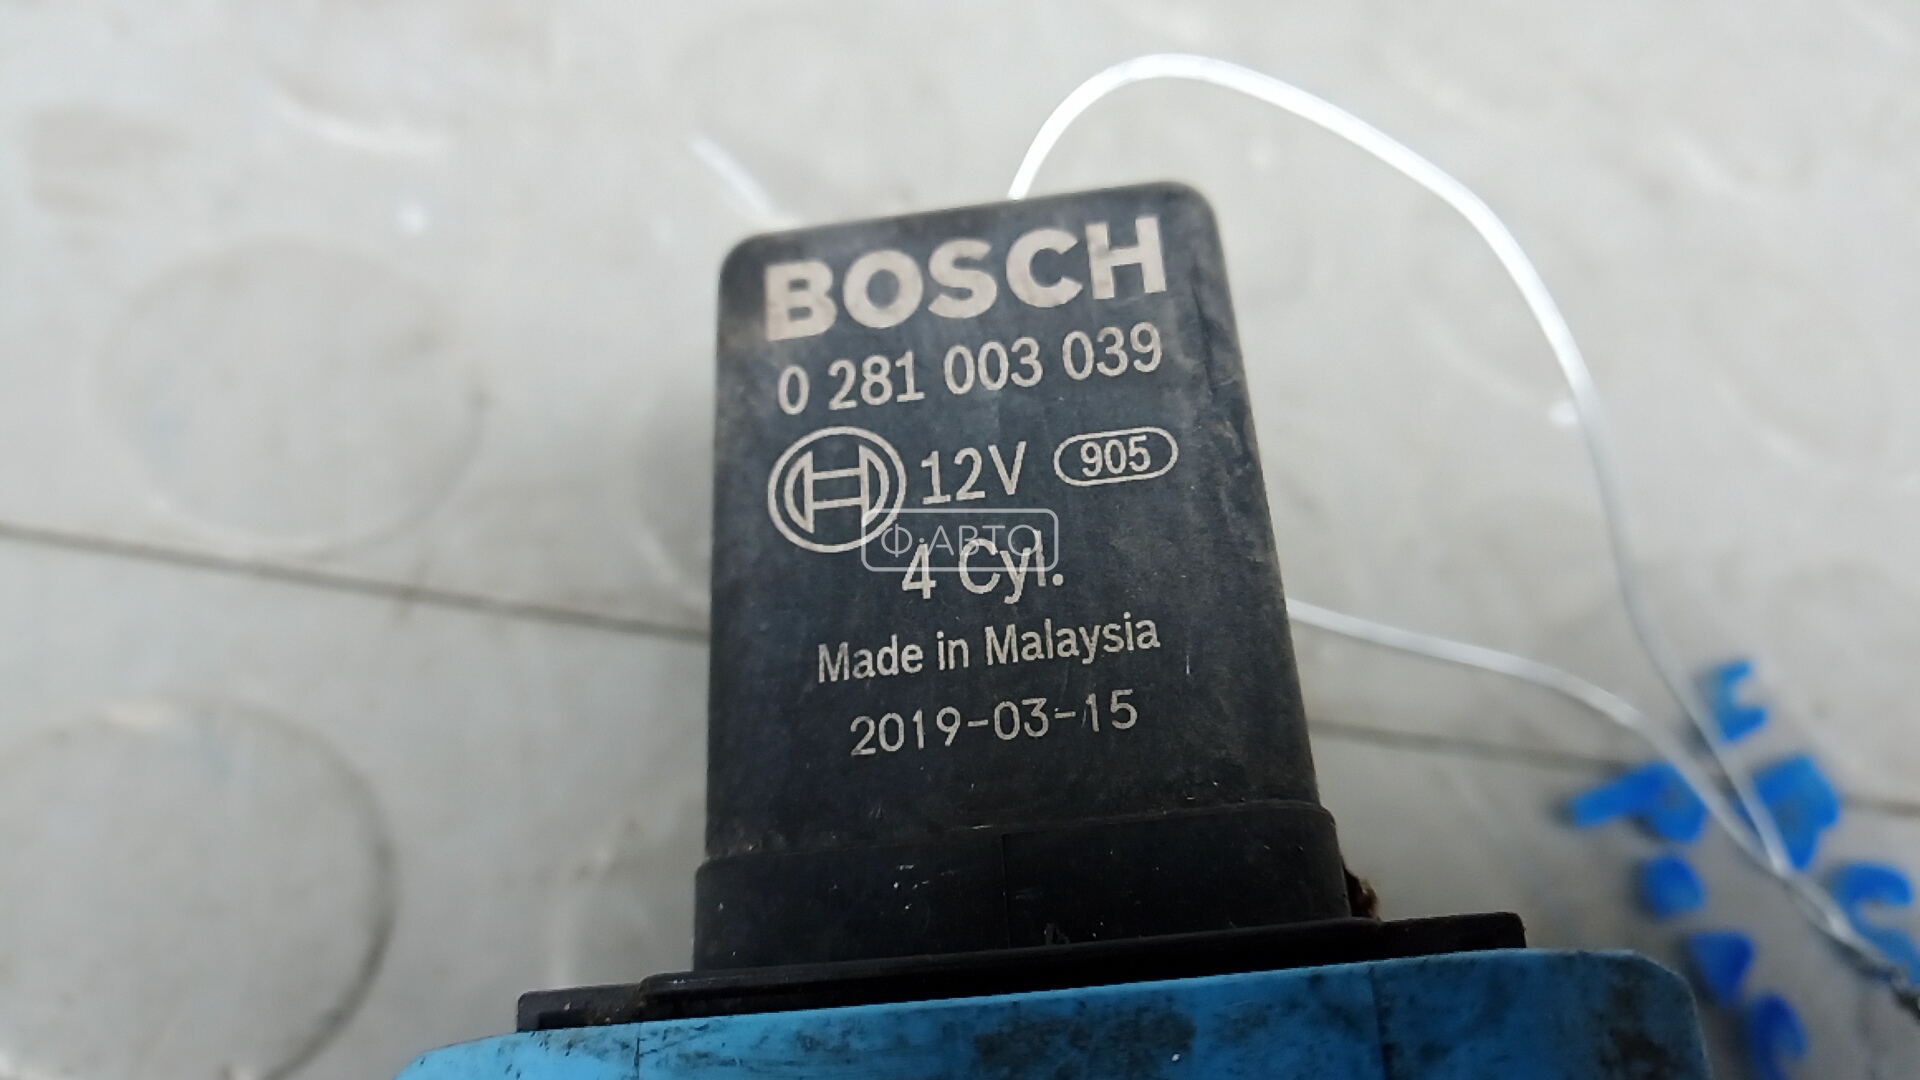 BOSCH
0 281 003 039
12V 905
Ф·АВТО
4 Cyl.
Made in Malaysia
2019-03-15